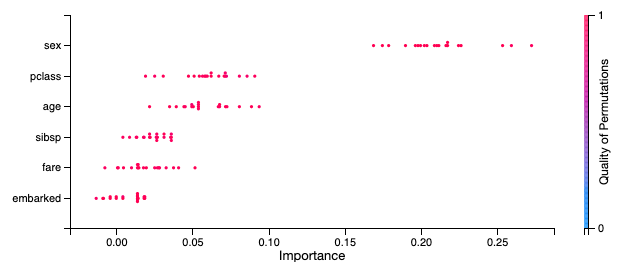 sex
pclass
age
sibsp
fare
embarked
0.00 0.05 0.10 0.15 0.20 0.25
Importance
1
0
Quality of Permutations